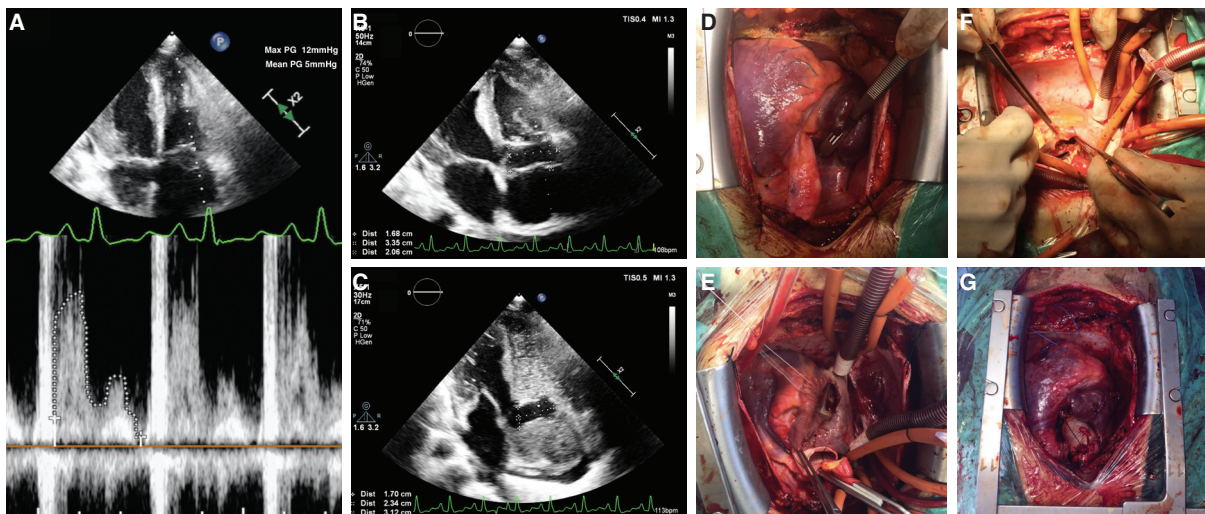 A
P
Max PG 12mmHg
Mean PG 5mmHg
X2
B
TIS0.4 MI 1.3
50Hz
14cm
2D
74%
C 50
P Low
HGen
M3
P
G
P R
1.6 3.2
Dist 1.68 cm
Dist 3.35 cm
Dist 2.06 cm
108bpm
C
TIS0.5 MI 1.3
30Hz
17cm
2D
71%
C 50
P Low
HGen
M3
G
P R
1.6 3.2
Dist 1.70 cm
Dist 2.34 cm
Dist 3.12 cm
113bpm
D
E
F
G